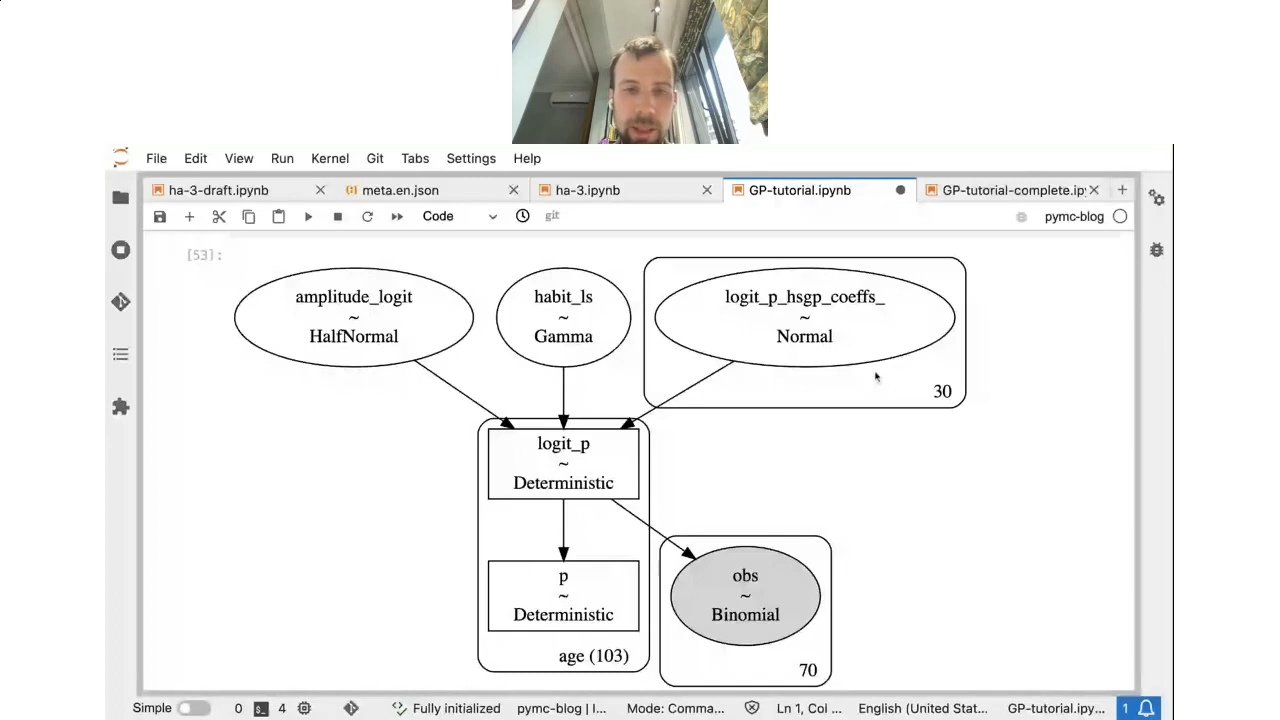 File Edit View Run Kernel Git Tabs Settings Help
ha-3-draft.ipynb meta.en.json ha-3.ipynb GP-tutorial.ipynb GP-tutorial-complete.ip
Code git pymc-blog
[53]:
amplitude_logit
~
HalfNormal
habit_ls
~
Gamma
logit_p_hsgp_coeffs_
~
Normal
30
logit_p
~
Deterministic
p
~
Deterministic
age (103)
obs
~
Binomial
70
Simple 0 $_ 4 Fully initialized pymc-blog | I... Mode: Comma... Ln 1, Col ... English (United Stat... GP-tutorial.ipy... 1